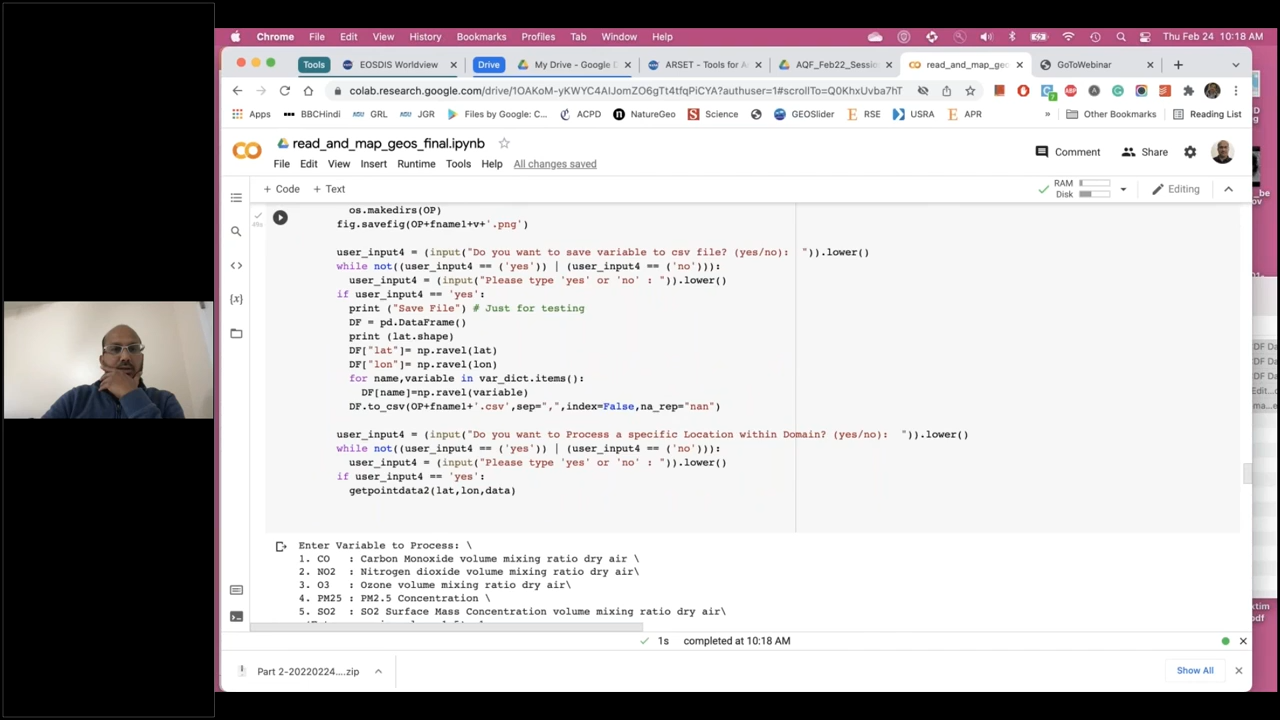 Chrome File Edit View History Bookmarks Profiles Tab Window Help Thu Feb 24 10:18 AM
Tools EOSDIS Worldview Drive My Drive - Google D ARSET - Tools for A AQF_Feb22_Sessio read_and_map_geo GoToWebinar
colab.research.google.com/drive/1OAKoM-yKWYC4AlJomZO6gTt4tfqPiCYA?authuser=1#scrollTo=Q0KhxUvba7hT
Apps BBCHindi GRL JGR Files by Google: C... ACPD NatureGeo Science GEOSlider RSE USRA APR » Other Bookmarks Reading List
read_and_map_geos_final.ipynb
Comment Share
File Edit View Insert Runtime Tools Help All changes saved
+ Code + Text RAM Disk Editing
os.makedirs(OP)
fig.savefig(OP+fname1+v+'.png')
user_input4 = (input("Do you want to save variable to csv file? (yes/no):  ")).lower()
while not((user_input4 == ('yes')) | (user_input4 == ('no'))):
user_input4 = (input("Please type 'yes' or 'no' : ")).lower()
if user_input4 == 'yes':
print ("Save File") # Just for testing
DF = pd.DataFrame()
print (lat.shape)
DF["lat"]= np.ravel(lat)
DF["lon"]= np.ravel(lon)
for name,variable in var_dict.items():
DF[name]=np.ravel(variable)
DF.to_csv(OP+fname1+'.csv',sep=",",index=False,na_rep="nan")
user_input4 = (input("Do you want to Process a specific Location within Domain? (yes/no):  ")).lower()
while not((user_input4 == ('yes')) | (user_input4 == ('no'))):
user_input4 = (input("Please type 'yes' or 'no' : ")).lower()
if user_input4 == 'yes':
getpointdata2(lat,lon,data)
Enter Variable to Process: \
1. CO : Carbon Monoxide volume mixing ratio dry air \
2. NO2 : Nitrogen dioxide volume mixing ratio dry air\
3. O3 : Ozone volume mixing ratio dry air\
4. PM25 : PM2.5 Concentration \
5. SO2 : SO2 Surface Mass Concentration volume mixing ratio dry air\
1s completed at 10:18 AM
Part 2-20220224....zip Show All